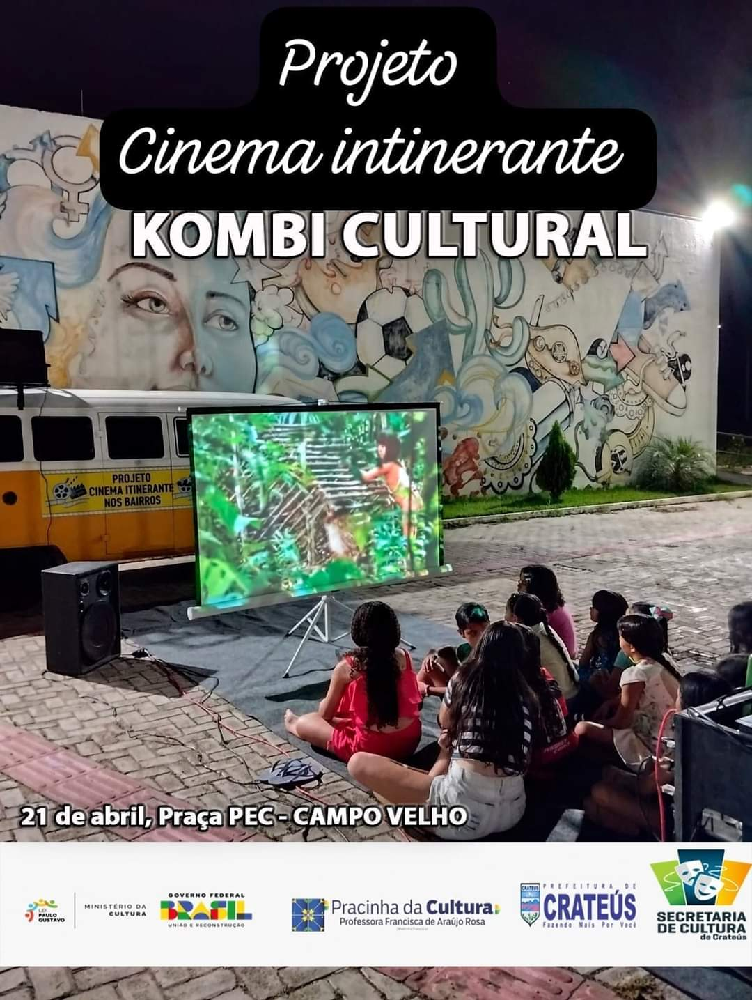 Projeto
Cinema intinerante
KOMBI CULTURAL
PROJETO
CINEMA ITINERANTE
NOS BAIRROS
21 de abril, Praça PEC - CAMPO VELHO
LEI
PAULO
GUSTAVO
MINISTÉRIO DA
CULTURA
GOVERNO FEDERAL
BRASIL
UNIÃO E RECONSTRUÇÃO
Pracinha da Cultura
Professora Francisca de Araújo Rosa
CRATEÚS
PREFEITURA DE
CRATEÚS
Fazendo Mais Por Você
SECRETARIA
DE CULTURA
de Crateús